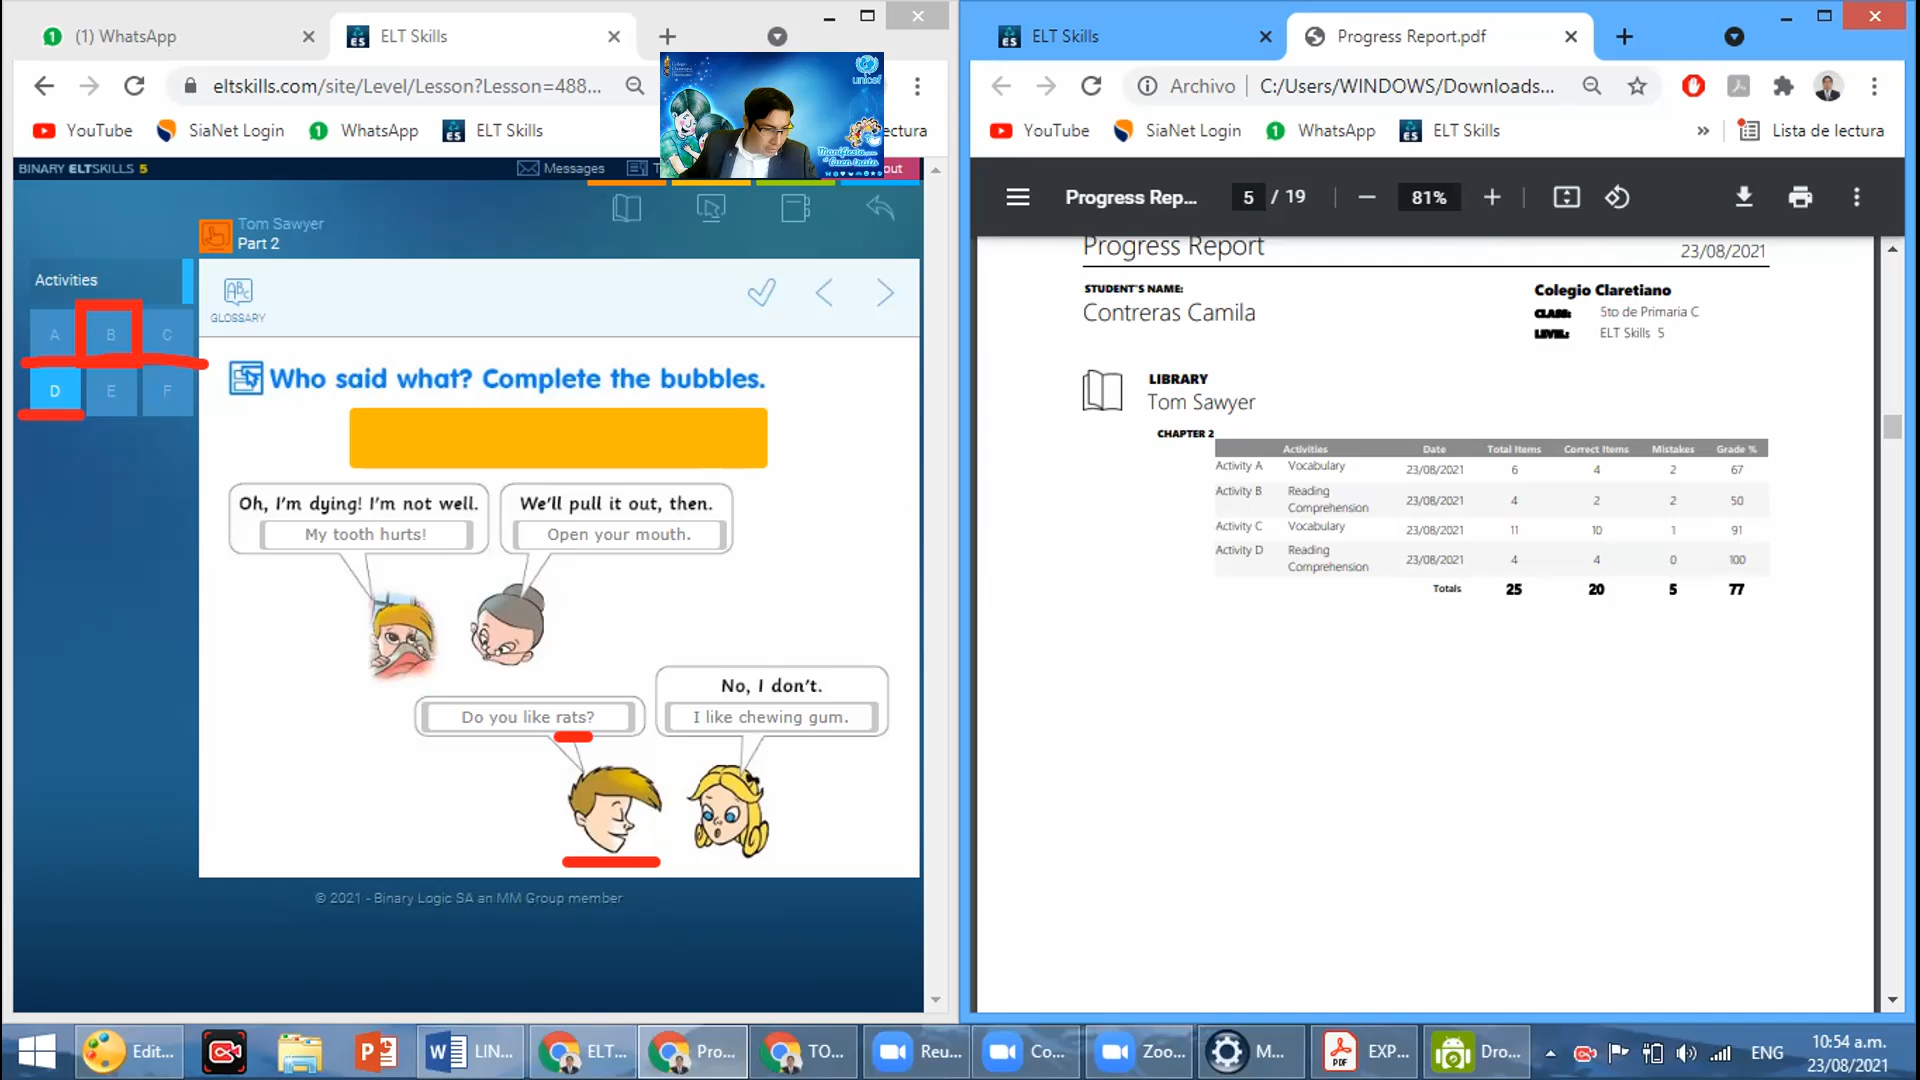 (1) WhatsApp
ELT Skills
eltskills.com/site/Level/Lesson?Lesson=488...
YouTube
SiaNet Login
WhatsApp
ELT Skills
ectura
unicef
Manifiesto
el Buen trato
BINARY ELTSKILLS 5
Messages
out
Tom Sawyer
Part 2
Activities
A
B
C
D
E
F
ABC
GLOSSARY
Who said what? Complete the bubbles.
Oh, I'm dying! I'm not well.
My tooth hurts!
We'll pull it out, then.
Open your mouth.
Do you like rats?
No, I don't.
I like chewing gum.
© 2021 - Binary Logic SA an MM Group member
ELT Skills
Progress Report.pdf
Archivo
C:/Users/WINDOWS/Downloads...
YouTube
SiaNet Login
WhatsApp
ELT Skills
»
Lista de lectura
Progress Rep...
5 / 19
81%
Progress Report
23/08/2021
STUDENT'S NAME:
Contreras Camila
Colegio Claretiano
CLASS: 5to de Primaria C
LEVEL: ELT Skills 5
LIBRARY
Tom Sawyer
CHAPTER 2
Activities Date Total Items Correct Items Mistakes Grade %
Activity A Vocabulary 23/08/2021 6 4 2 67
Activity B Reading Comprehension 23/08/2021 4 2 2 50
Activity C Vocabulary 23/08/2021 11 10 1 91
Activity D Reading Comprehension 23/08/2021 4 4 0 100
Totals 25 20 5 77
Edit...
LIN...
ELT...
Pro...
TO...
Reu...
Co...
Zoo...
M...
EXP...
Dro...
ENG
10:54 a.m.
23/08/2021